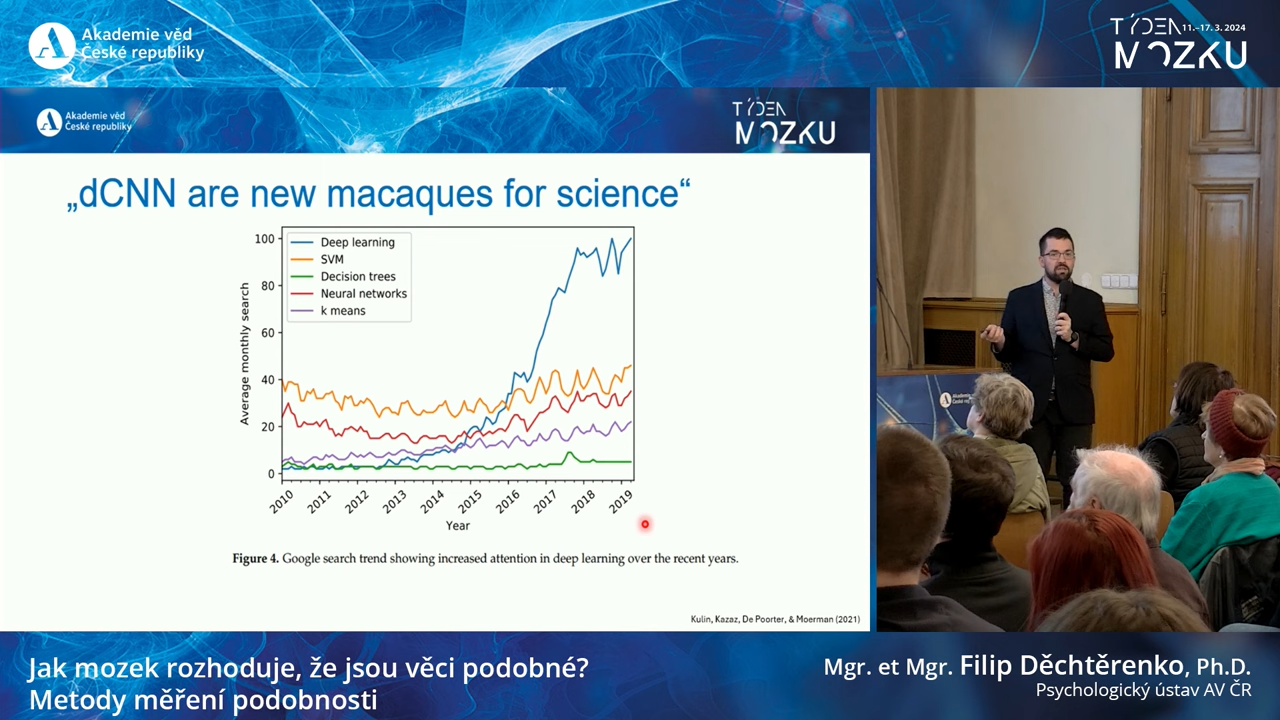 Akademie věd
České republiky
TÝDEN 11.–17. 3. 2024
MOZKU
Akademie věd
České republiky
TÝDEN
MOZKU
„dCNN are new macaques for science“
100
80
60
40
20
0
Average monthly search
Deep learning
SVM
Decision trees
Neural networks
k means
2010 2011 2012 2013 2014 2015 2016 2017 2018 2019
Year
Figure 4. Google search trend showing increased attention in deep learning over the recent years.
Kulin, Kazaz, De Poorter, & Moerman (2021)
Akademie věd
České rep
Jak mozek rozhoduje, že jsou věci podobné?
Metody měření podobnosti
Mgr. et Mgr. Filip Děchtěrenko, Ph.D.
Psychologický ústav AV ČR